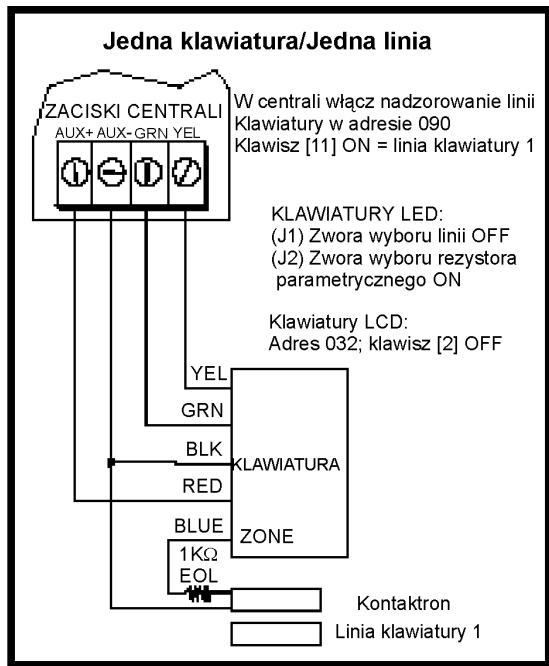 Jedna klawiatura/Jedna linia
ZACISKI CENTRALI
AUX+ AUX- GRN YEL
W centrali włącz nadzorowanie linii
Klawiatury w adresie 090
Klawisz [11] ON = linia klawiatury 1
KLAWIATURY LED:
(J1) Zwora wyboru linii OFF
(J2) Zwora wyboru rezystora
parametrycznego ON
Klawiatury LCD:
Adres 032; klawisz [2] OFF
YEL
GRN
BLK
KLAWIATURA
RED
BLUE
ZONE
1KΩ
EOL
Kontaktron
Linia klawiatury 1